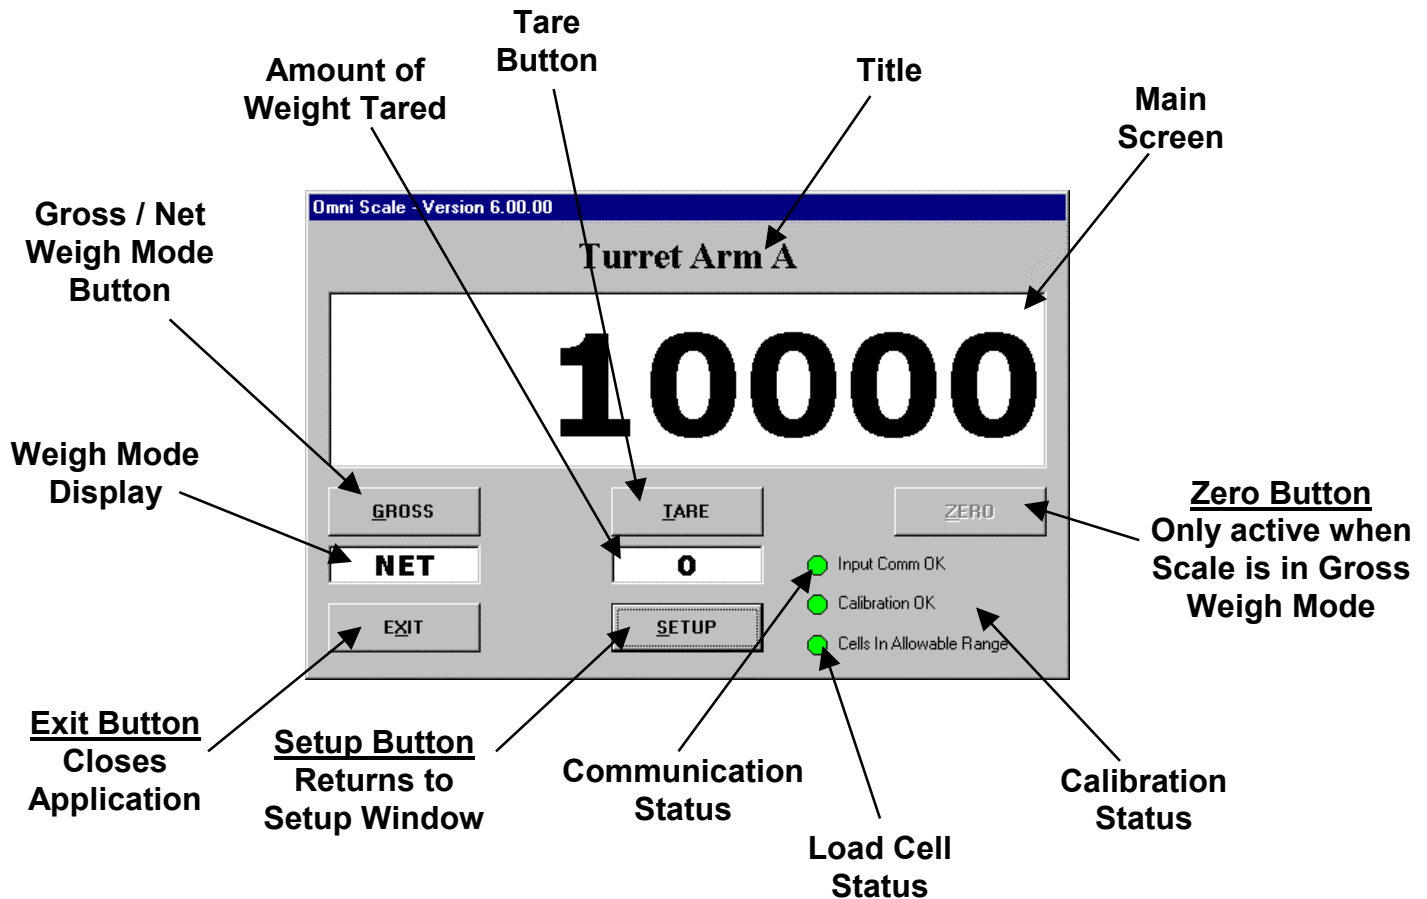 Tare
Button
Amount of
Weight Tared
Title
Main
Screen
Gross / Net
Weigh Mode
Button
Omni Scale - Version 6.00.00
Turret Arm A
10000
Weigh Mode
Display
GROSS
TARE
ZERO
NET
0
Input Comm OK
Calibration OK
EXIT
SETUP
Cells In Allowable Range
Zero Button
Only active when
Scale is in Gross
Weigh Mode
Exit Button
Closes
Application
Setup Button
Returns to
Setup Window
Communication
Status
Load Cell
Status
Calibration
Status